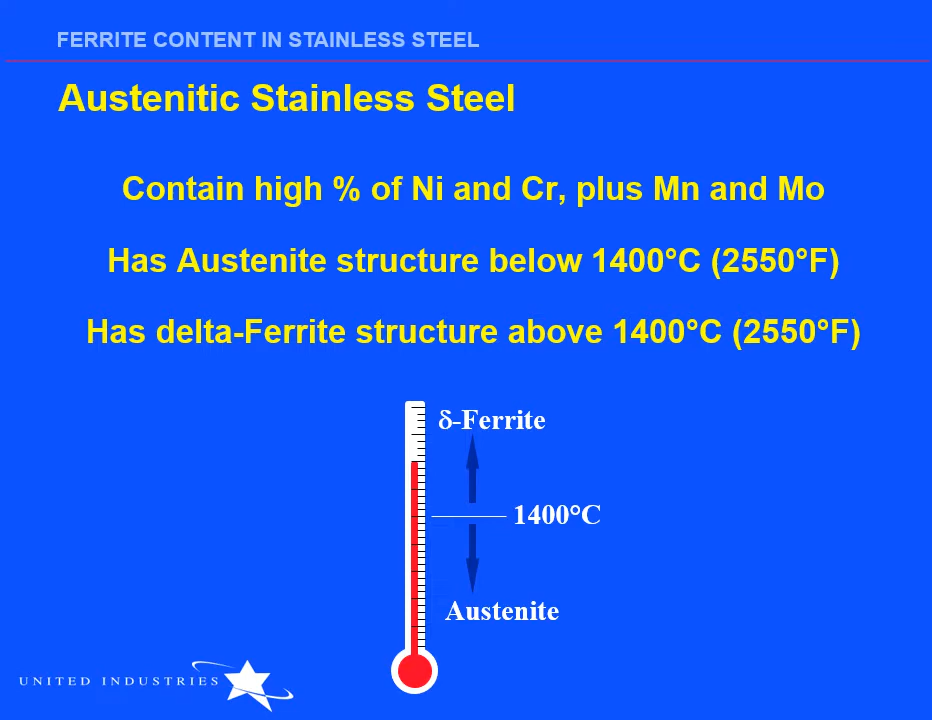 FERRITE CONTENT IN STAINLESS STEEL
Austenitic Stainless Steel
Contain high % of Ni and Cr, plus Mn and Mo
Has Austenite structure below 1400°C (2550°F)
Has delta-Ferrite structure above 1400°C (2550°F)
δ-Ferrite
1400°C
Austenite
UNITED INDUSTRIES